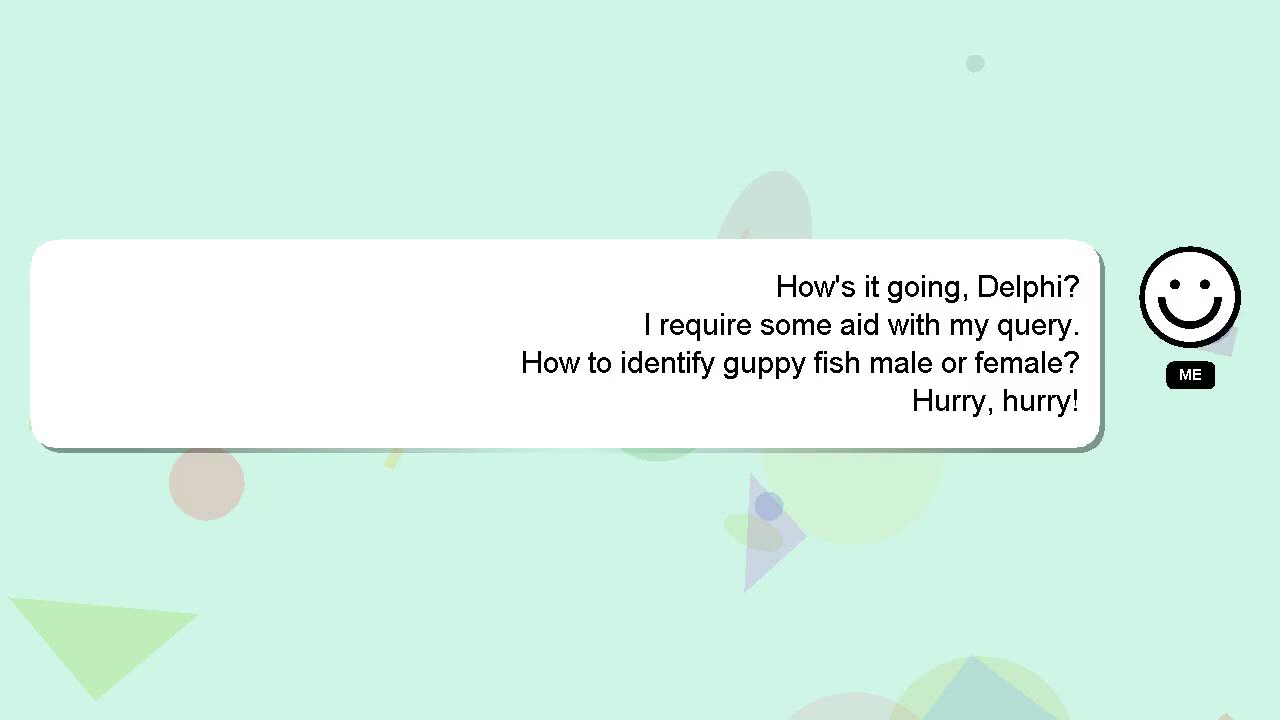 How's it going, Delphi?
I require some aid with my query.
How to identify guppy fish male or female?
Hurry, hurry!
ME